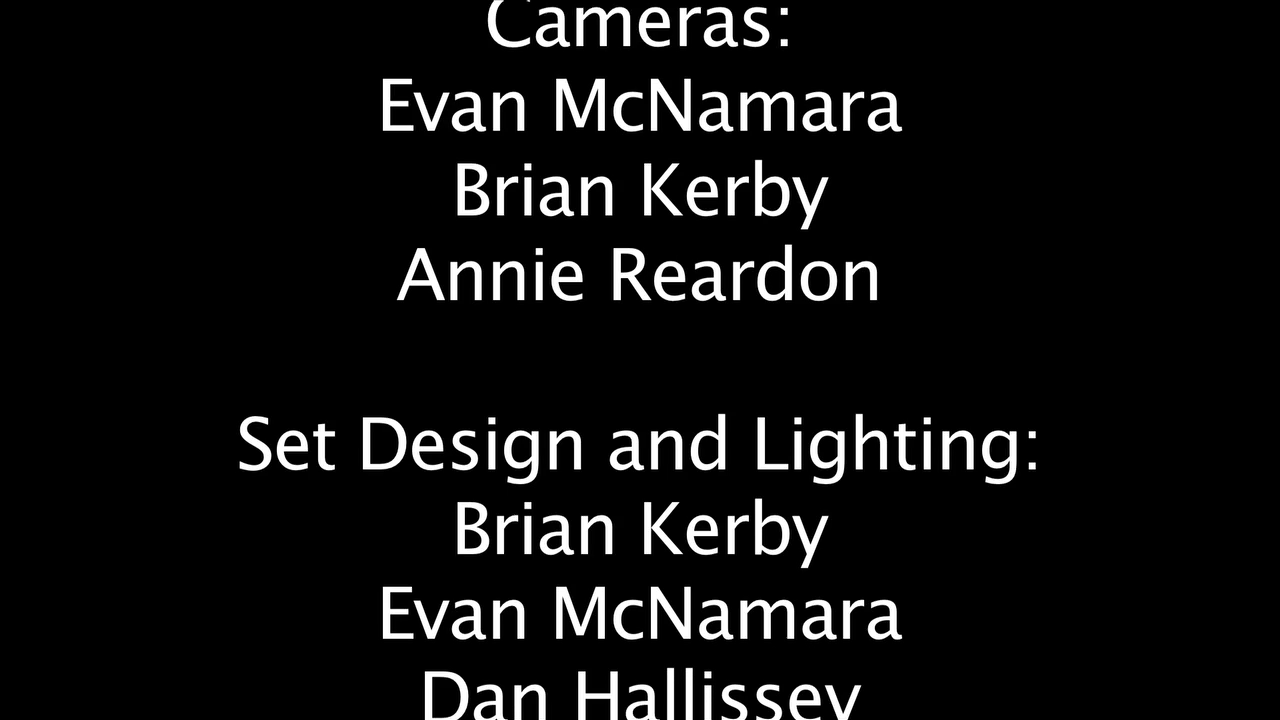 Cameras:
Evan McNamara
Brian Kerby
Annie Reardon
Set Design and Lighting:
Brian Kerby
Evan McNamara
Dan Hallissey